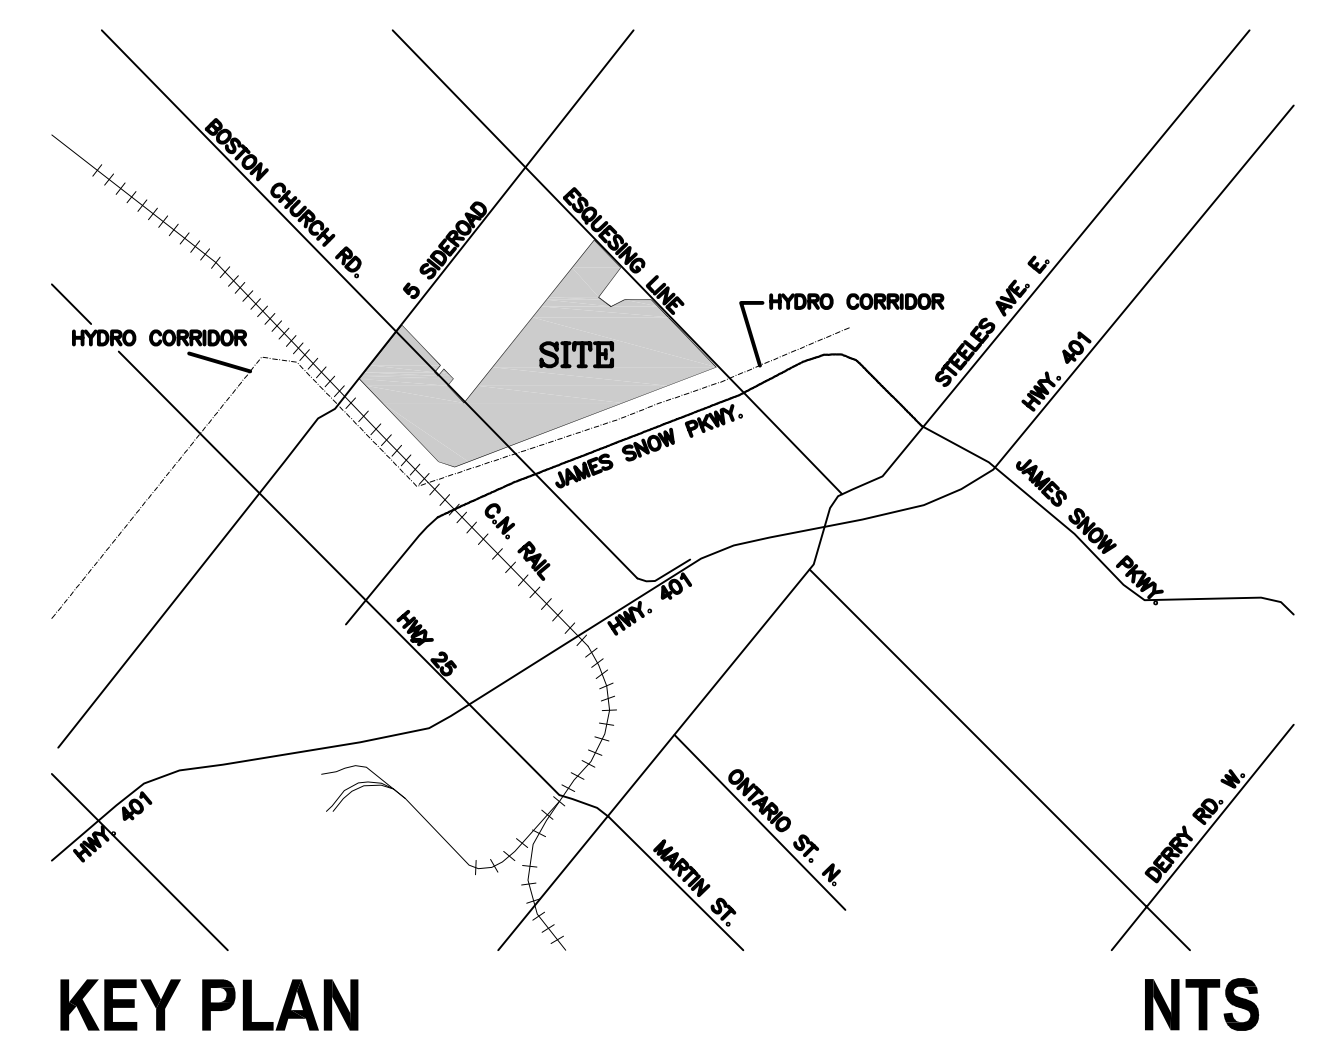 BOSTON CHURCH RD.
5 SIDEROAD
ESQUESING LINE
HYDRO CORRIDOR
STEELES AVE. E.
HYDRO CORRIDOR
SITE
HWY. 401
JAMES SNOW PKWY.
JAMES SNOW PKWY.
C.N. RAIL
HWY. 401
HWY 25
HWY. 401
ONTARIO ST. N.
DERRY RD. W.
MARTIN ST.
KEY PLAN
NTS